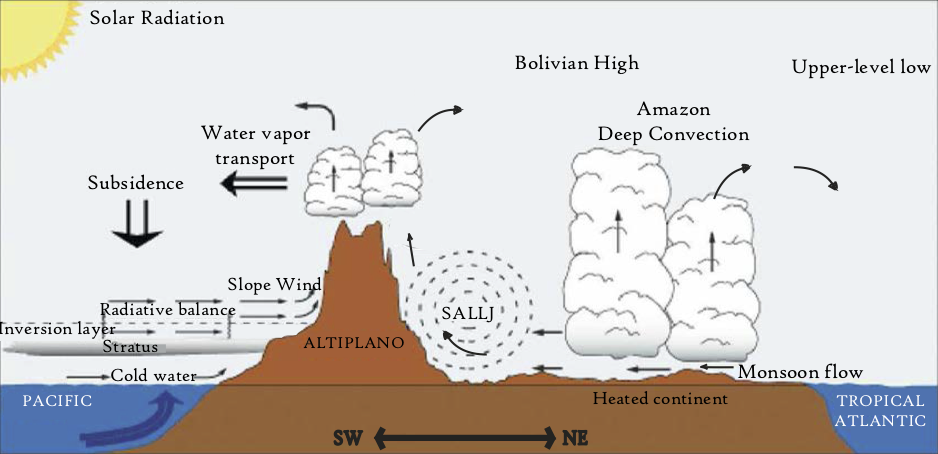 Solar Radiation
Bolivian High
Upper-level low
Amazon
Deep Convection
Water vapor
transport
Subsidence
Slope Wind
Radiative balance
Inversion layer
Stratus
SALLJ
ALTIPLANO
Cold water
Monsoon flow
PACIFIC
Heated continent
TROPICAL
ATLANTIC
SW
NE